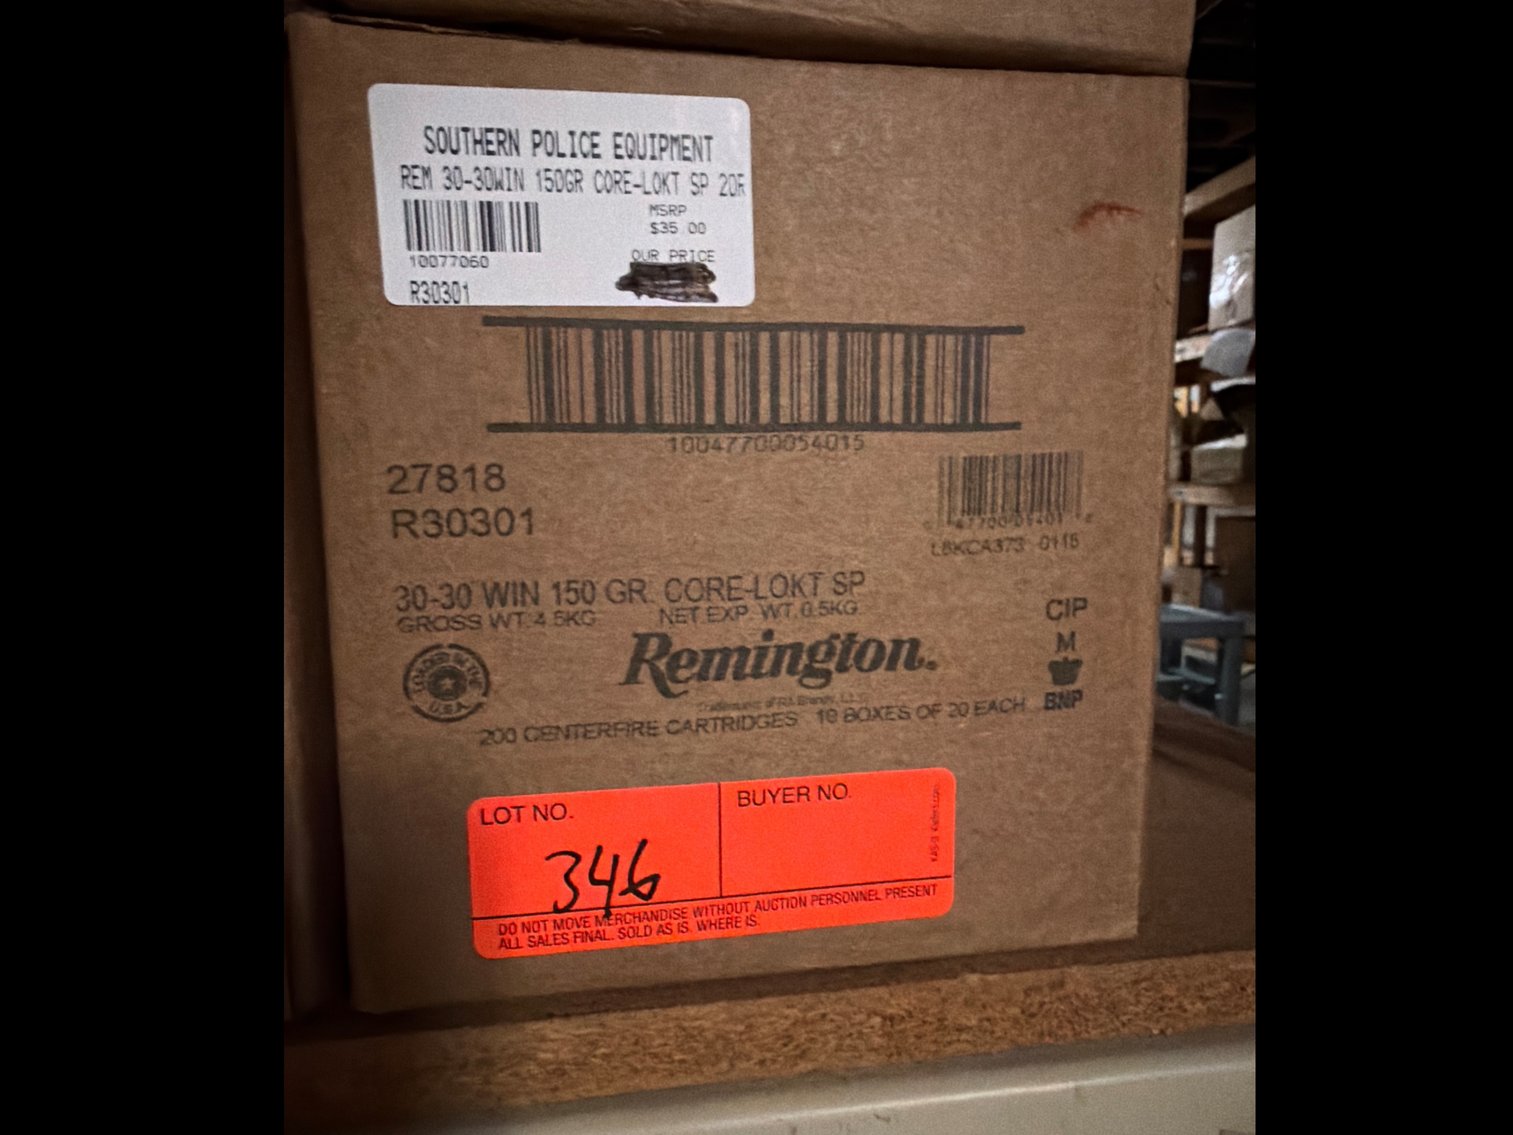 SOUTHERN POLICE EQUIPMENT
REM 30-30WIN 150GR CORE-LOKT SP 20R
MSRP
$35.00
10077060
OUR PRICE
R30301
10047700054015
27818
R30301
30-30 WIN 150 GR. CORE-LOKT SP
GROSS WT. 4.5KG NET EXP. WT. 0.5KG
CIP
M
BNP
LOADED IN THE
U.S.A.
Remington.
200 CENTERFIRE CARTRIDGES 10 BOXES OF 20 EACH
LOT NO.
BUYER NO.
346
DO NOT MOVE MERCHANDISE WITHOUT AUCTION PERSONNEL PRESENT
ALL SALES FINAL. SOLD AS IS. WHERE IS.